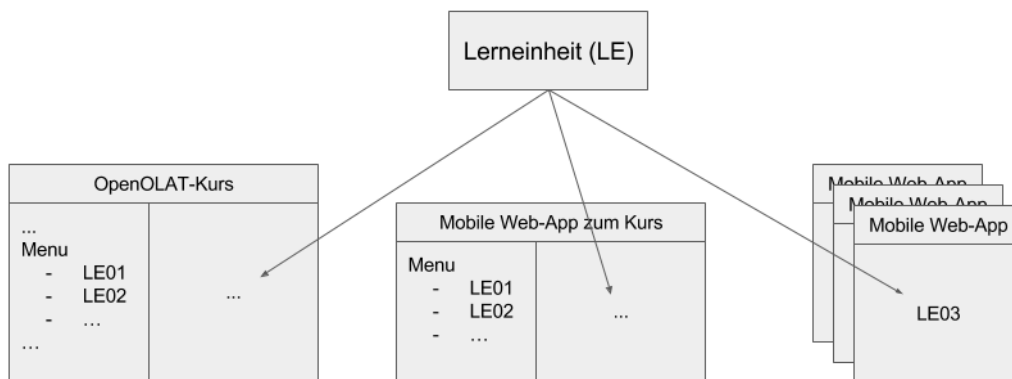 Lerneinheit (LE)
OpenOLAT-Kurs
...
Menu
- LE01
- LE02
- ...
...
...
Mobile Web-App zum Kurs
Menu
- LE01
- LE02
- ...
...
Mobile Web-App
Mobile Web-App
Mobile Web-App
LE03